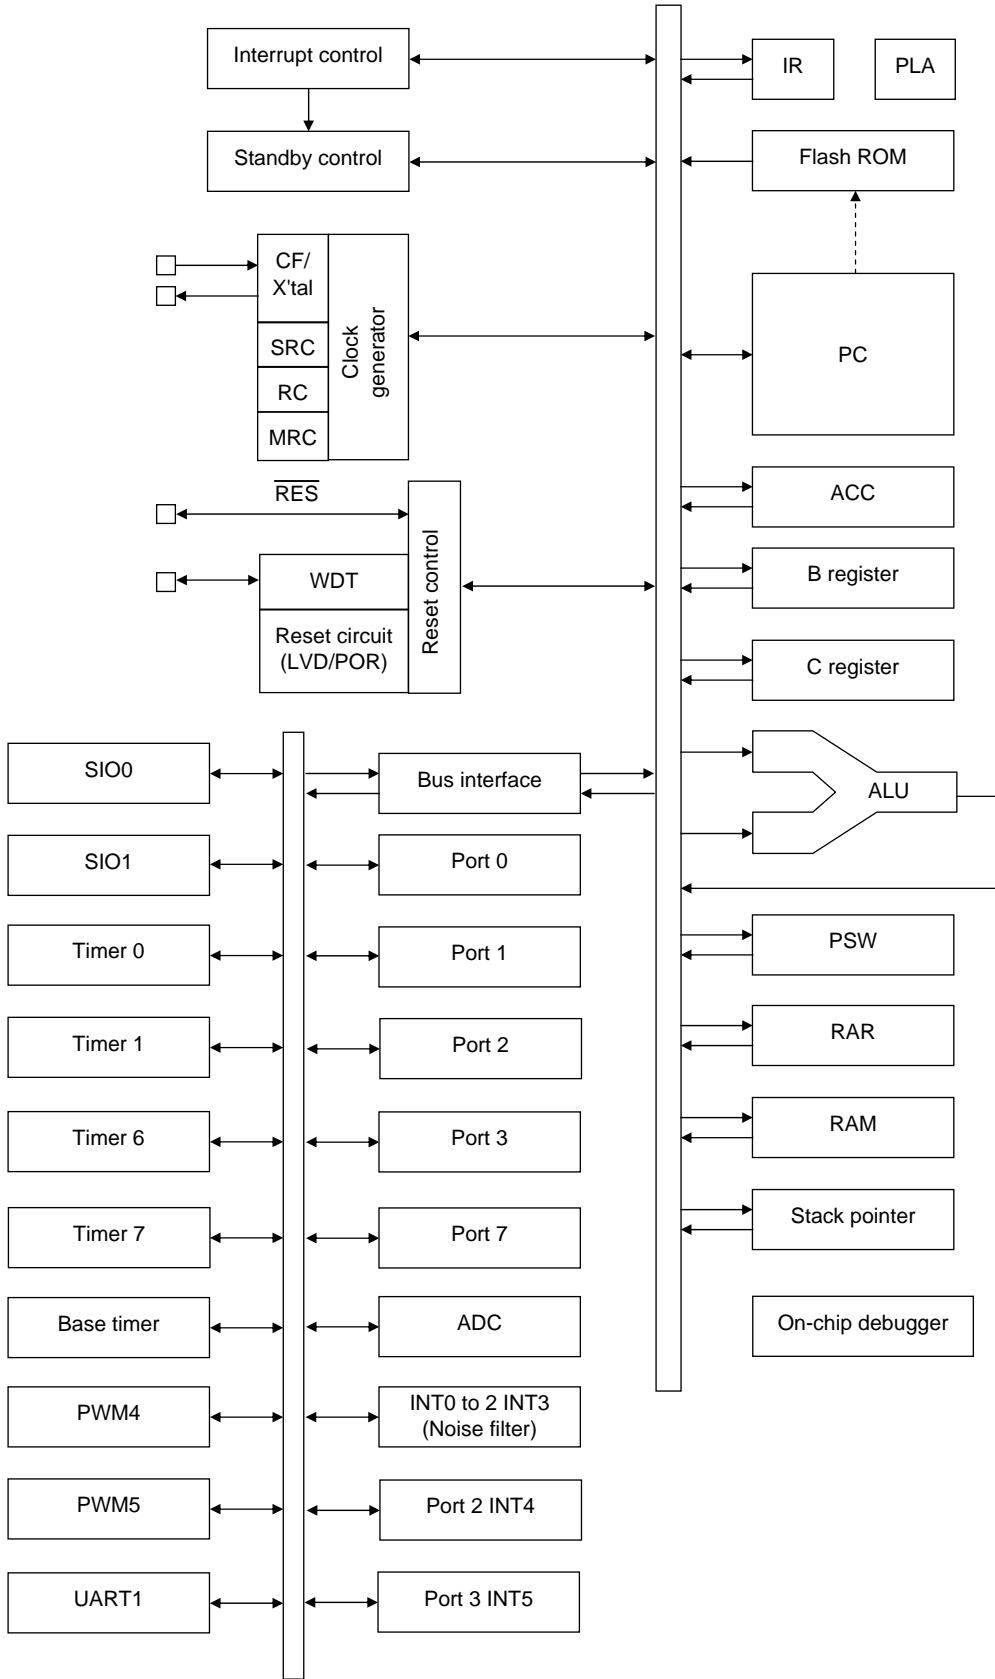 Interrupt control
IR
PLA
Standby control
Flash ROM
CF/
X'tal
SRC
RC
MRC
Clock
generator
PC
RES
WDT
Reset circuit
(LVD/POR)
Reset control
ACC
B register
C register
SIO0
Bus interface
ALU
SIO1
Port 0
Timer 0
Port 1
PSW
Timer 1
Port 2
RAR
Timer 6
Port 3
RAM
Timer 7
Port 7
Stack pointer
Base timer
ADC
On-chip debugger
PWM4
INT0 to 2 INT3
(Noise filter)
PWM5
Port 2 INT4
UART1
Port 3 INT5